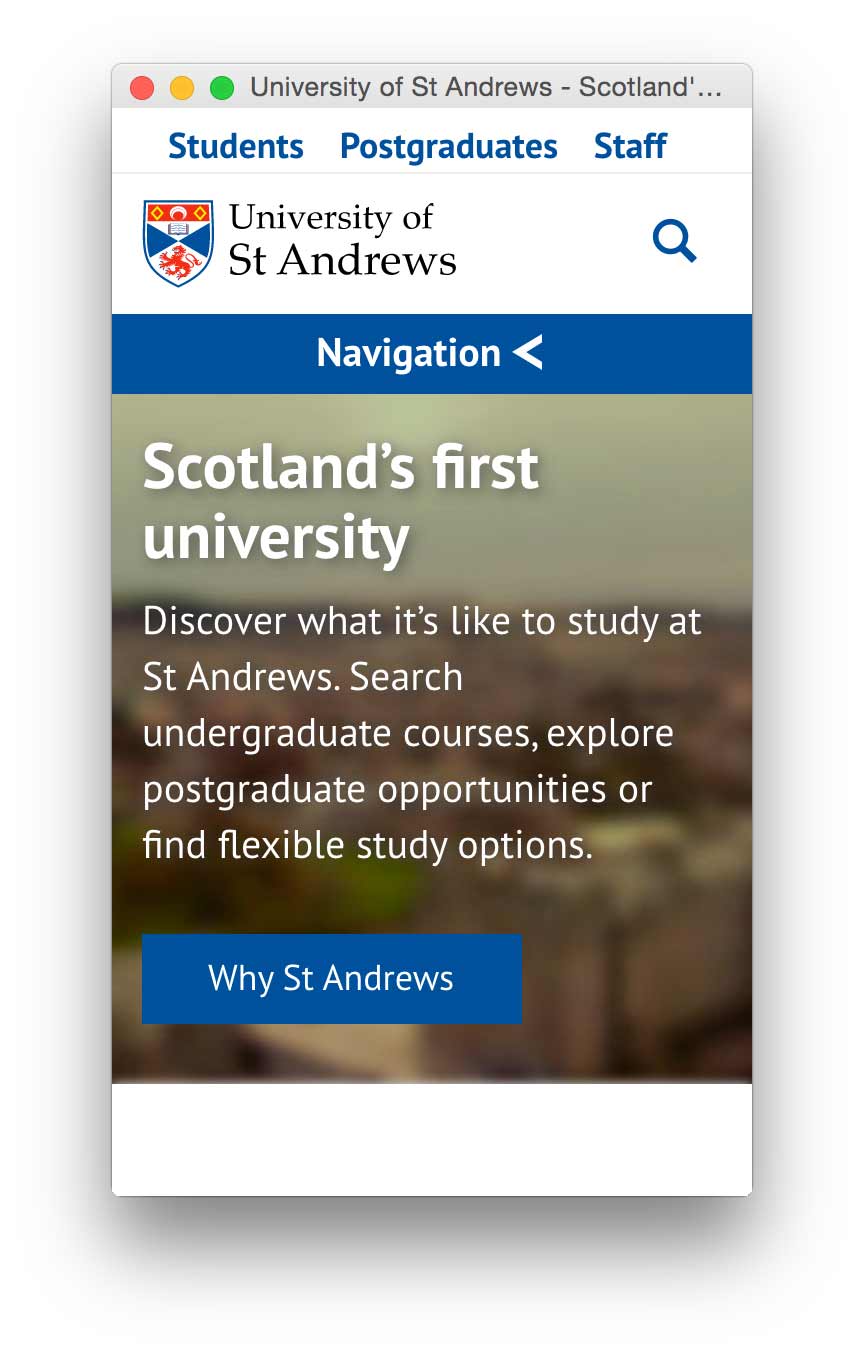 University of St Andrews - Scotland'...
Students Postgraduates Staff
University of
St Andrews
Navigation
Scotland’s first
university
Discover what it’s like to study at
St Andrews. Search
undergraduate courses, explore
postgraduate opportunities or
find flexible study options.
Why St Andrews